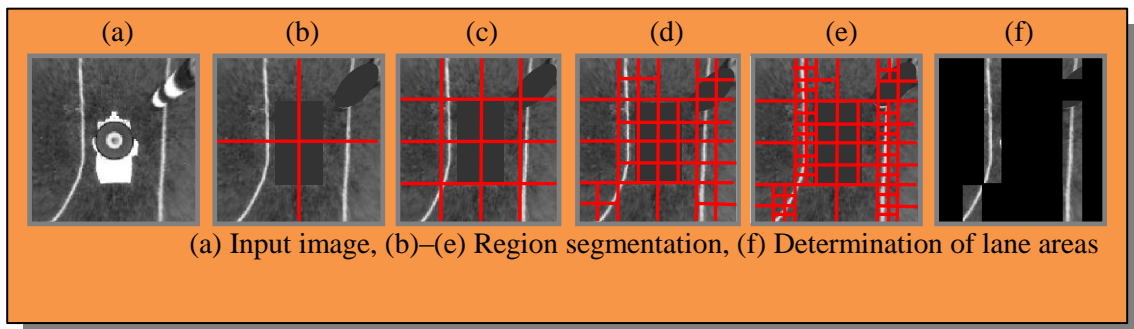 (a) (b) (c) (d) (e) (f)
(a) Input image, (b)–(e) Region segmentation, (f) Determination of lane areas